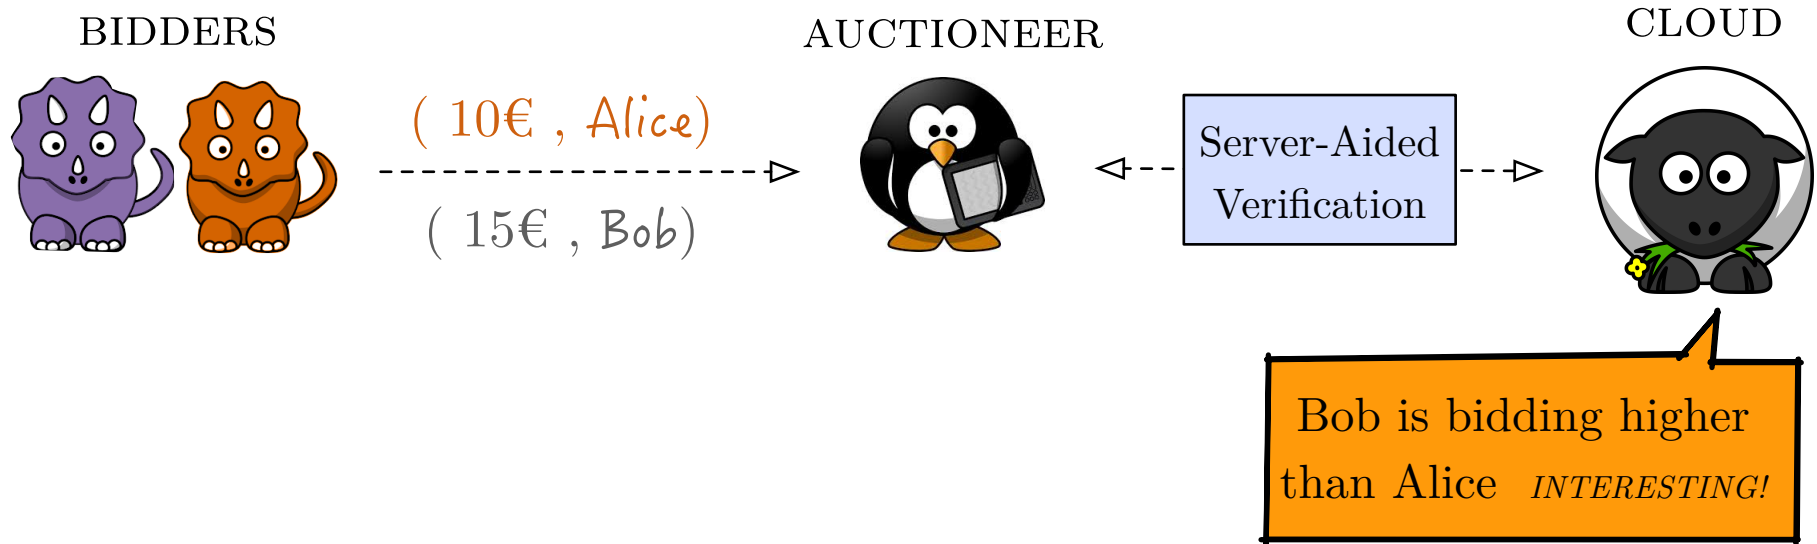 BIDDERS
AUCTIONEER
CLOUD
( 10€ , Alice)
( 15€ , Bob)
Server-Aided
Verification
Bob is bidding higher
than Alice INTERESTING!